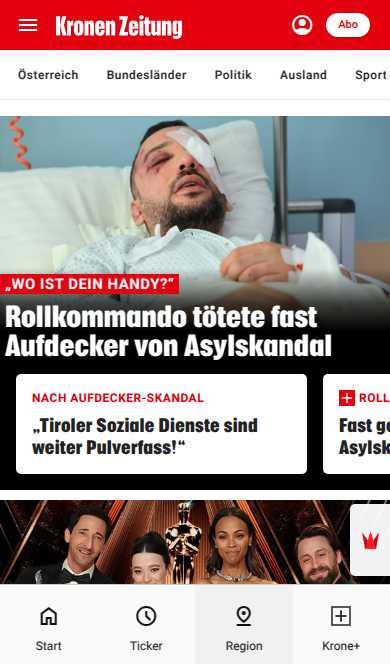 Kronen Zeitung
Abo
Österreich Bundesländer Politik Ausland Sport
„WO IST DEIN HANDY?“
Rollkommando tötete fast
Aufdecker von Asylskandal
NACH AUFDECKER-SKANDAL
„Tiroler Soziale Dienste sind
weiter Pulverfass!“
ROLL
Fast ge
Asylsk
Start Ticker Region Krone+